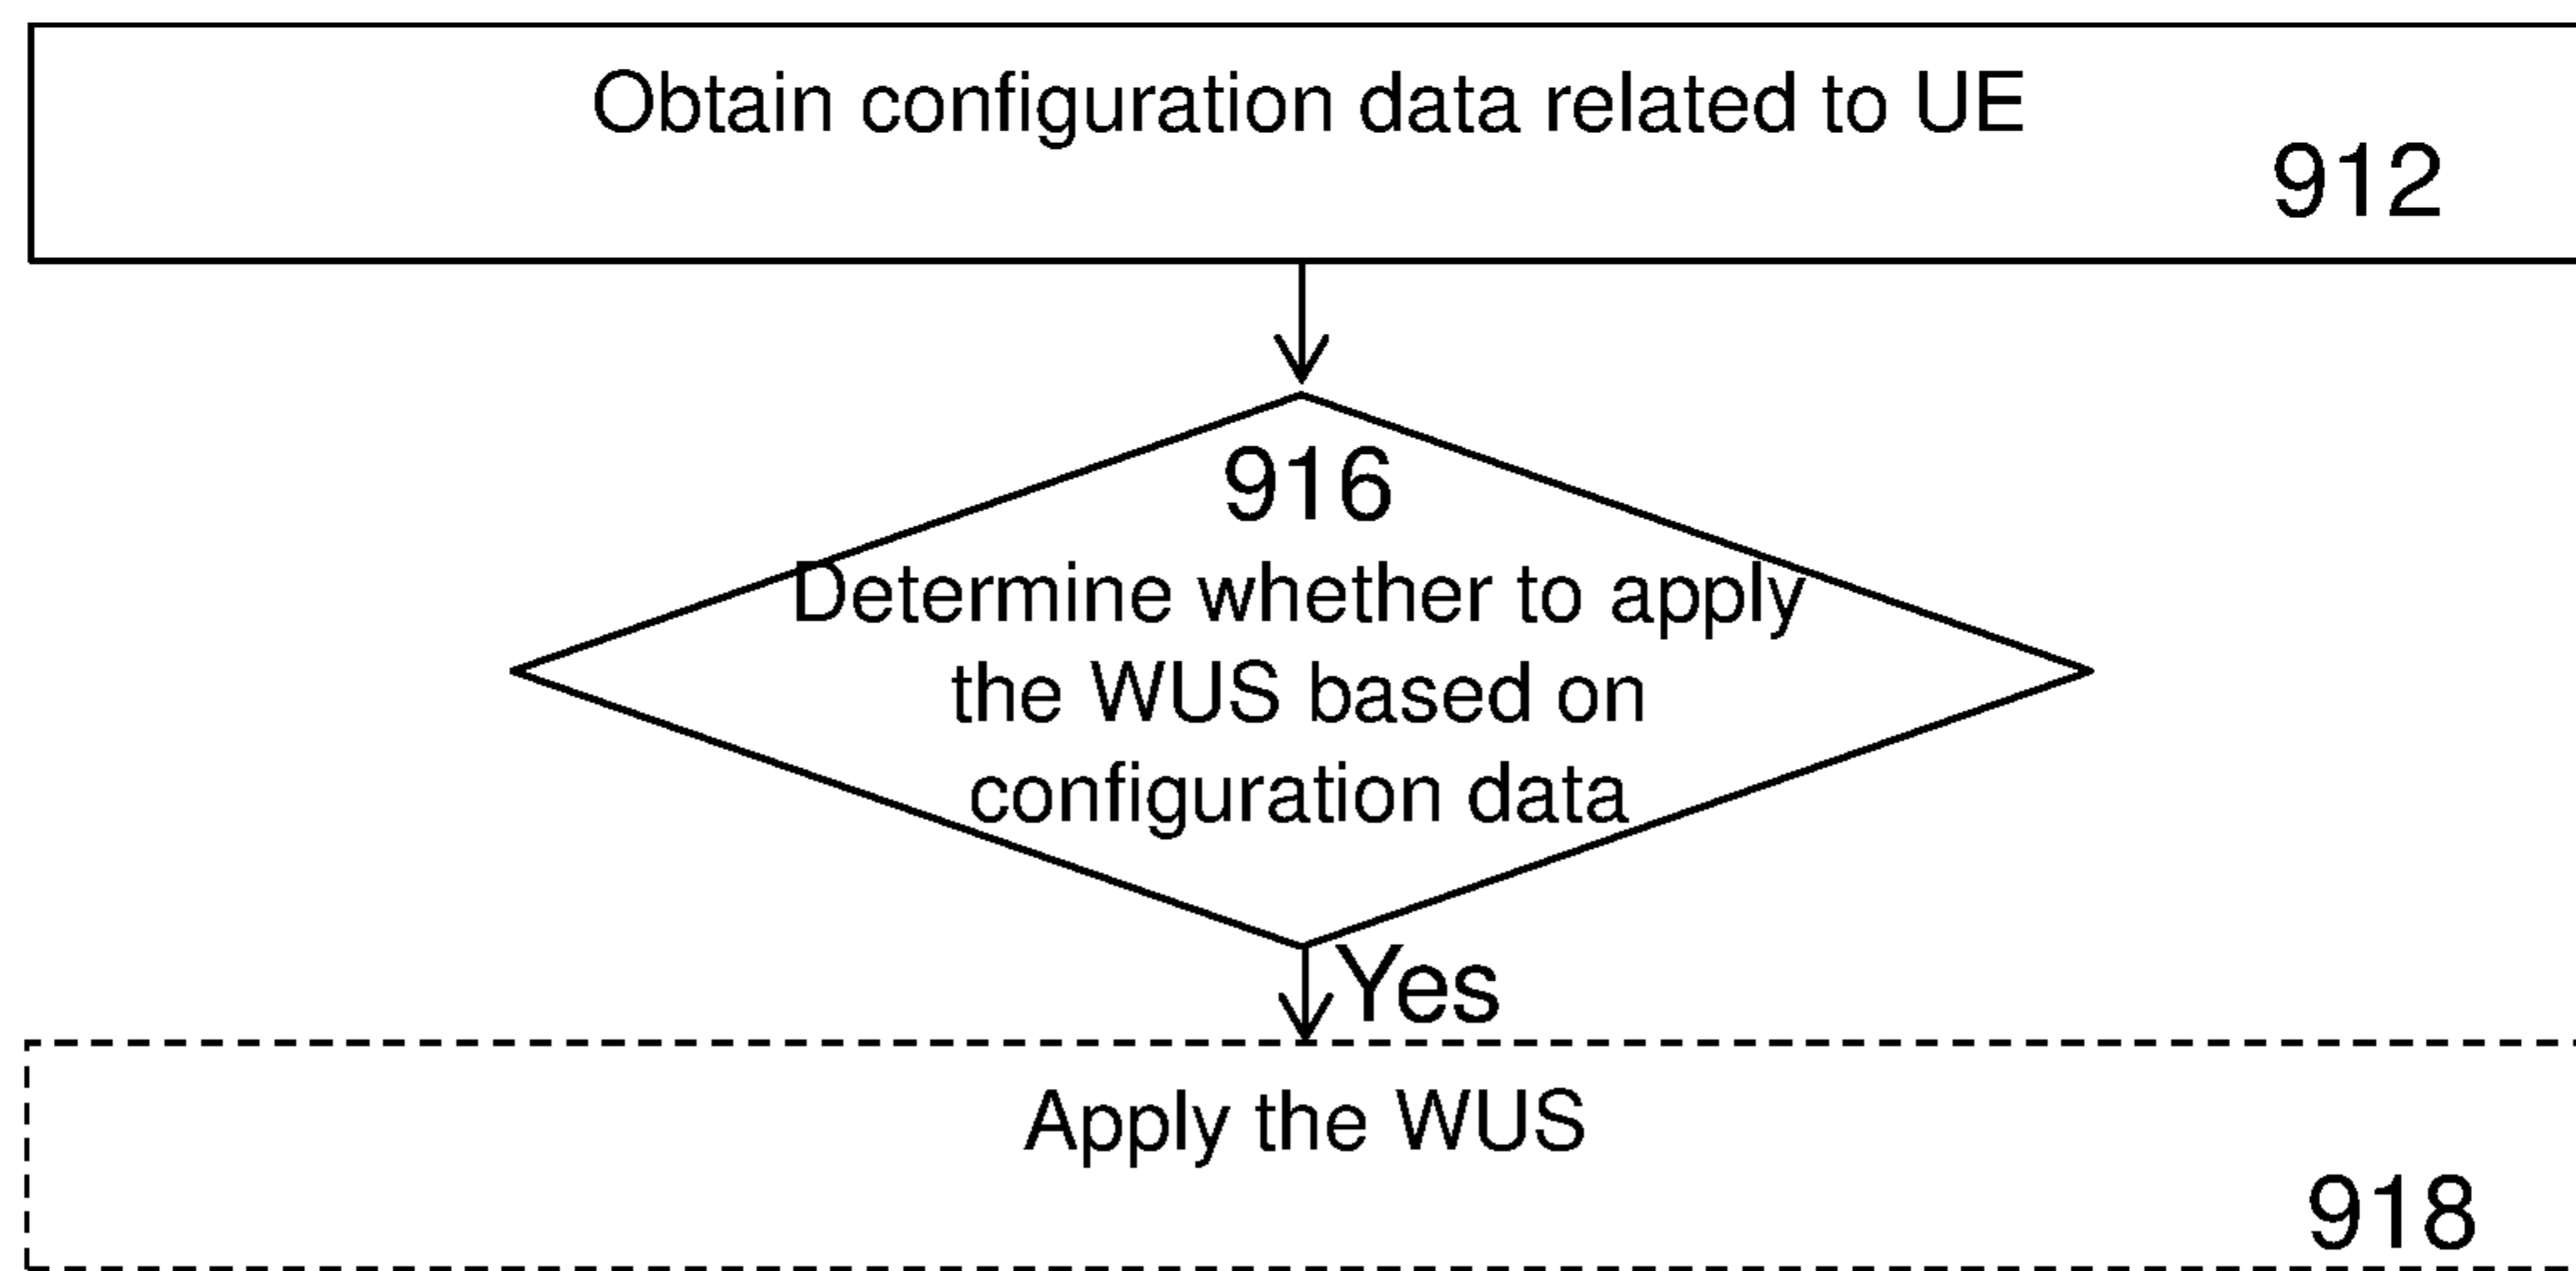 Obtain configuration data related to UE
912
916
Determine whether to apply
the WUS based on
configuration data
Yes
Apply the WUS
918